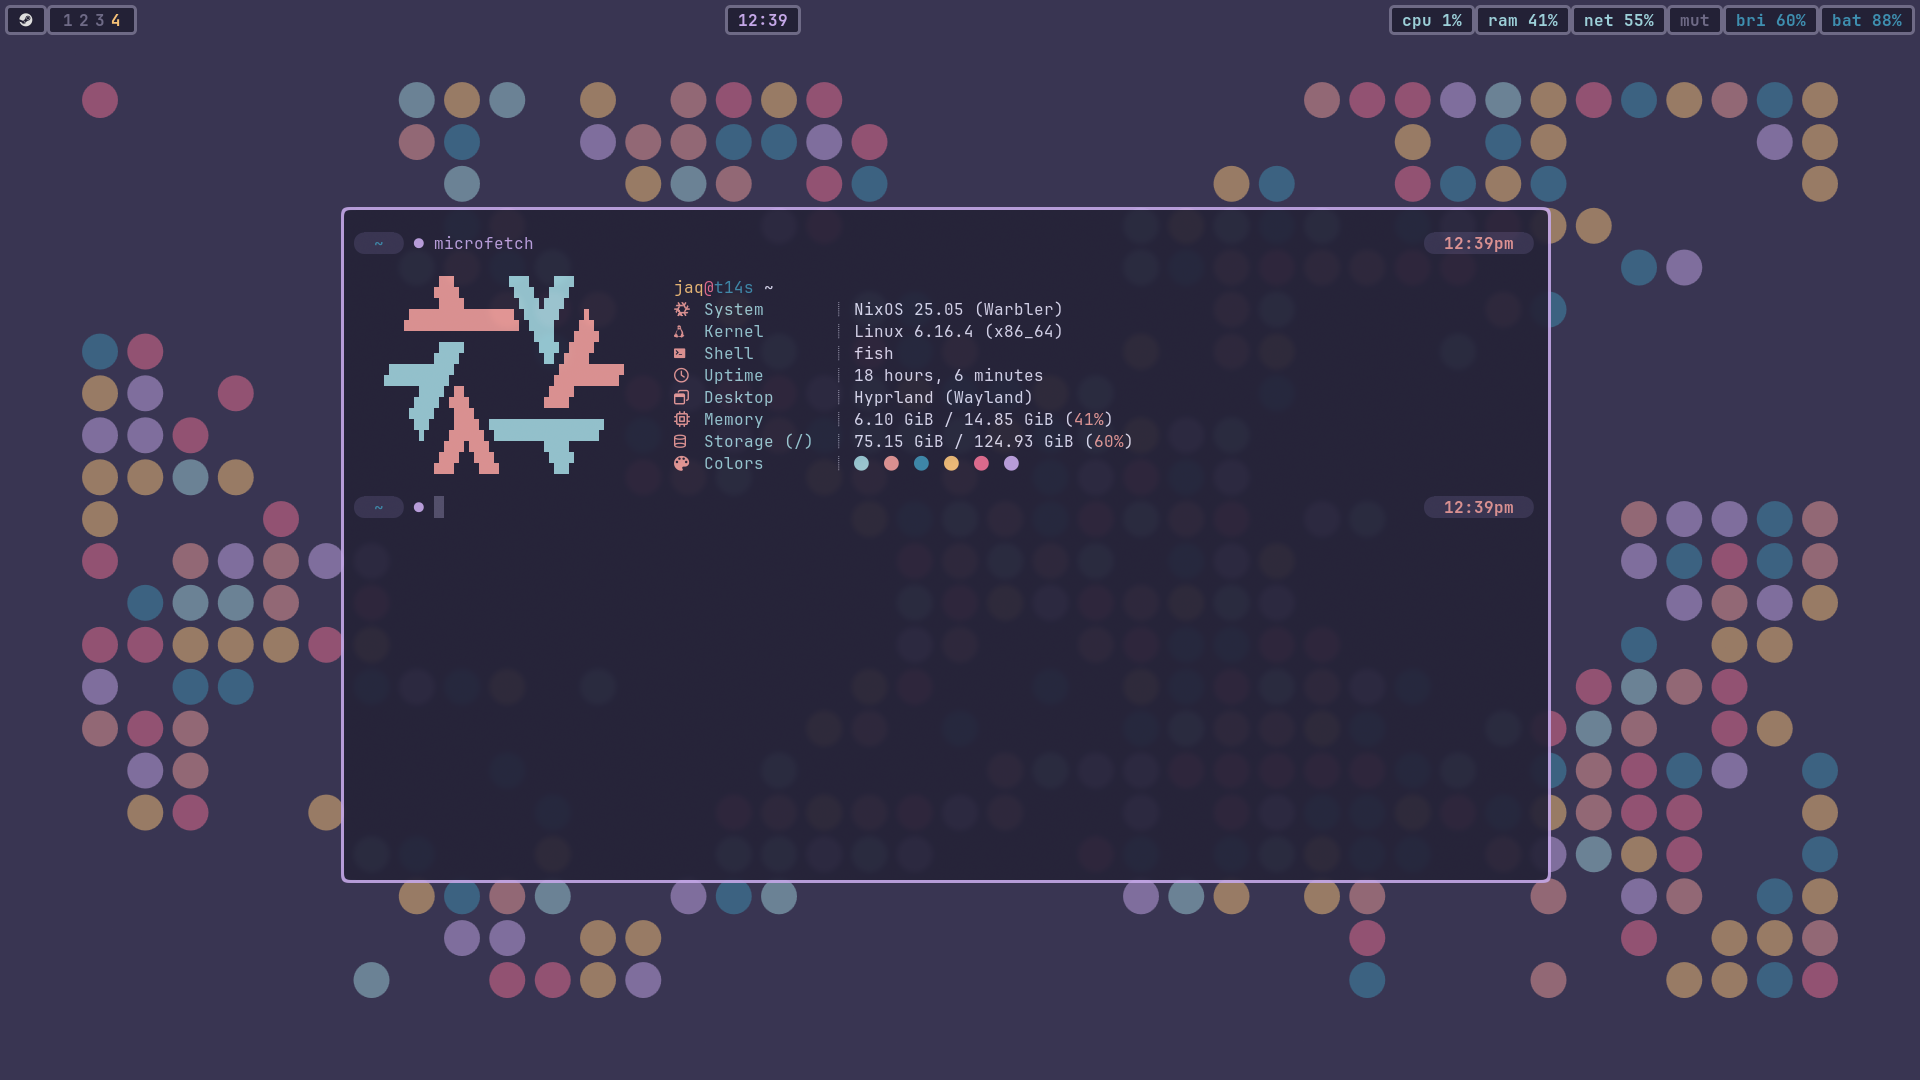 1 2 3 4
12:39
cpu 1% ram 41% net 55% mut bri 60% bat 88%
~ ● microfetch 12:39pm
jaq@t14s ~
System NixOS 25.05 (Warbler)
Kernel Linux 6.16.4 (x86_64)
Shell fish
Uptime 18 hours, 6 minutes
Desktop Hyprland (Wayland)
Memory 6.10 GiB / 14.85 GiB (41%)
Storage (/) 75.15 GiB / 124.93 GiB (60%)
Colors
~ ● 12:39pm